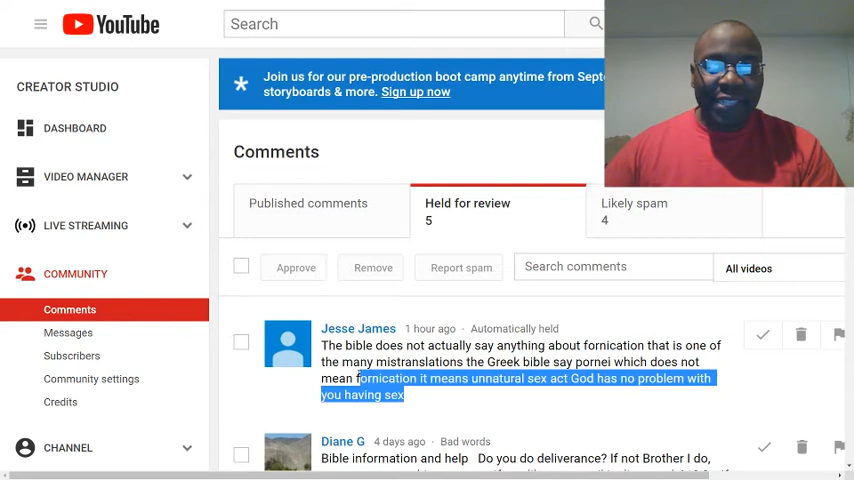 YouTube
Search
CREATOR STUDIO
Join us for our pre-production boot camp anytime from Septe
storyboards & more. Sign up now
DASHBOARD
VIDEO MANAGER
LIVE STREAMING
COMMUNITY
Comments
Messages
Subscribers
Community settings
Credits
CHANNEL
Comments
Published comments
Held for review
5
Likely spam
4
Approve
Remove
Report spam
Search comments
All videos
Jesse James 1 hour ago • Automatically held
The bible does not actually say anything about fornication that is one of
the many mistranslations the Greek bible say pornei which does not
mean fornication it means unnatural sex act God has no problem with
you having sex
Diane G 4 days ago • Bad words
Bible information and help Do you do deliverance? If not Brother I do,